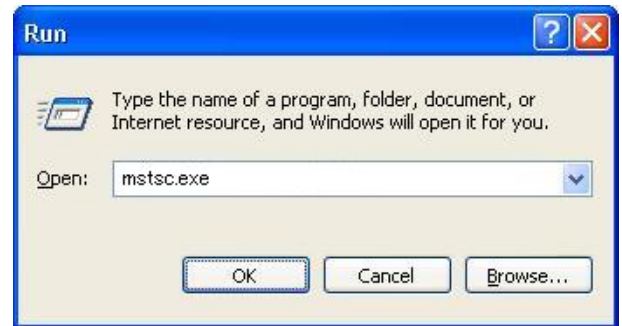 Run
Type the name of a program, folder, document, or
Internet resource, and Windows will open it for you.
Open: mstsc.exe
OK Cancel Browse...